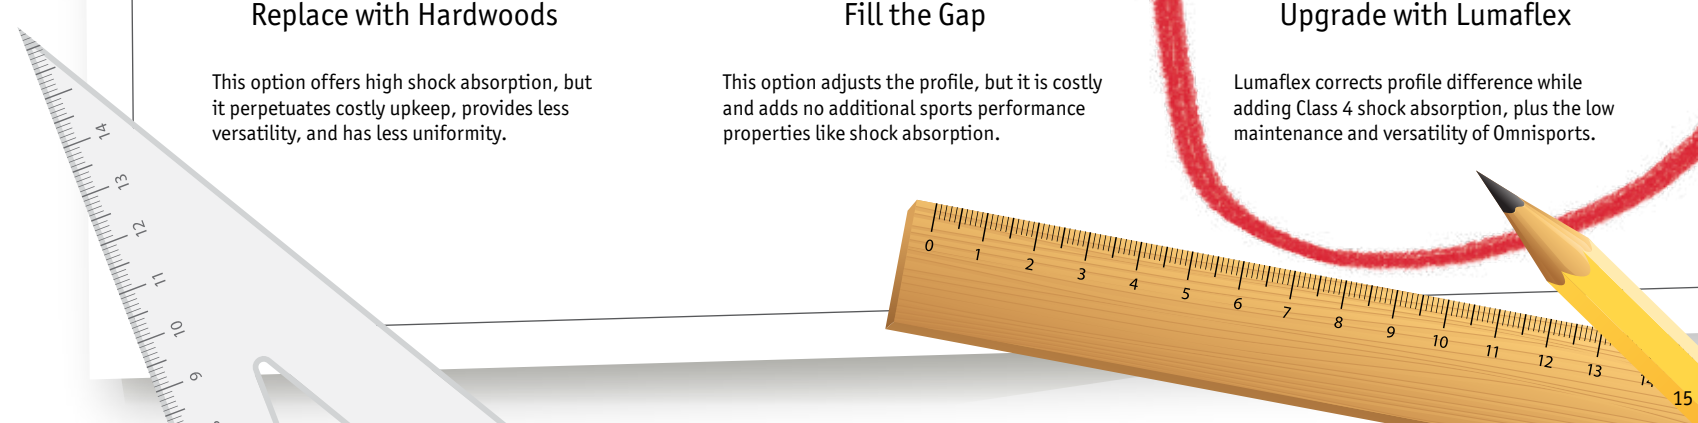 Replace with Hardwoods
This option offers high shock absorption, but
it perpetuates costly upkeep, provides less
versatility, and has less uniformity.
Fill the Gap
This option adjusts the profile, but it is costly
and adds no additional sports performance
properties like shock absorption.
Upgrade with Lumaflex
Lumaflex corrects profile difference while
adding Class 4 shock absorption, plus the low
maintenance and versatility of Omnisports.
14
13
12
11
10
9
0 1 2 3 4 5 6 7 8 9 10 11 12 13
15